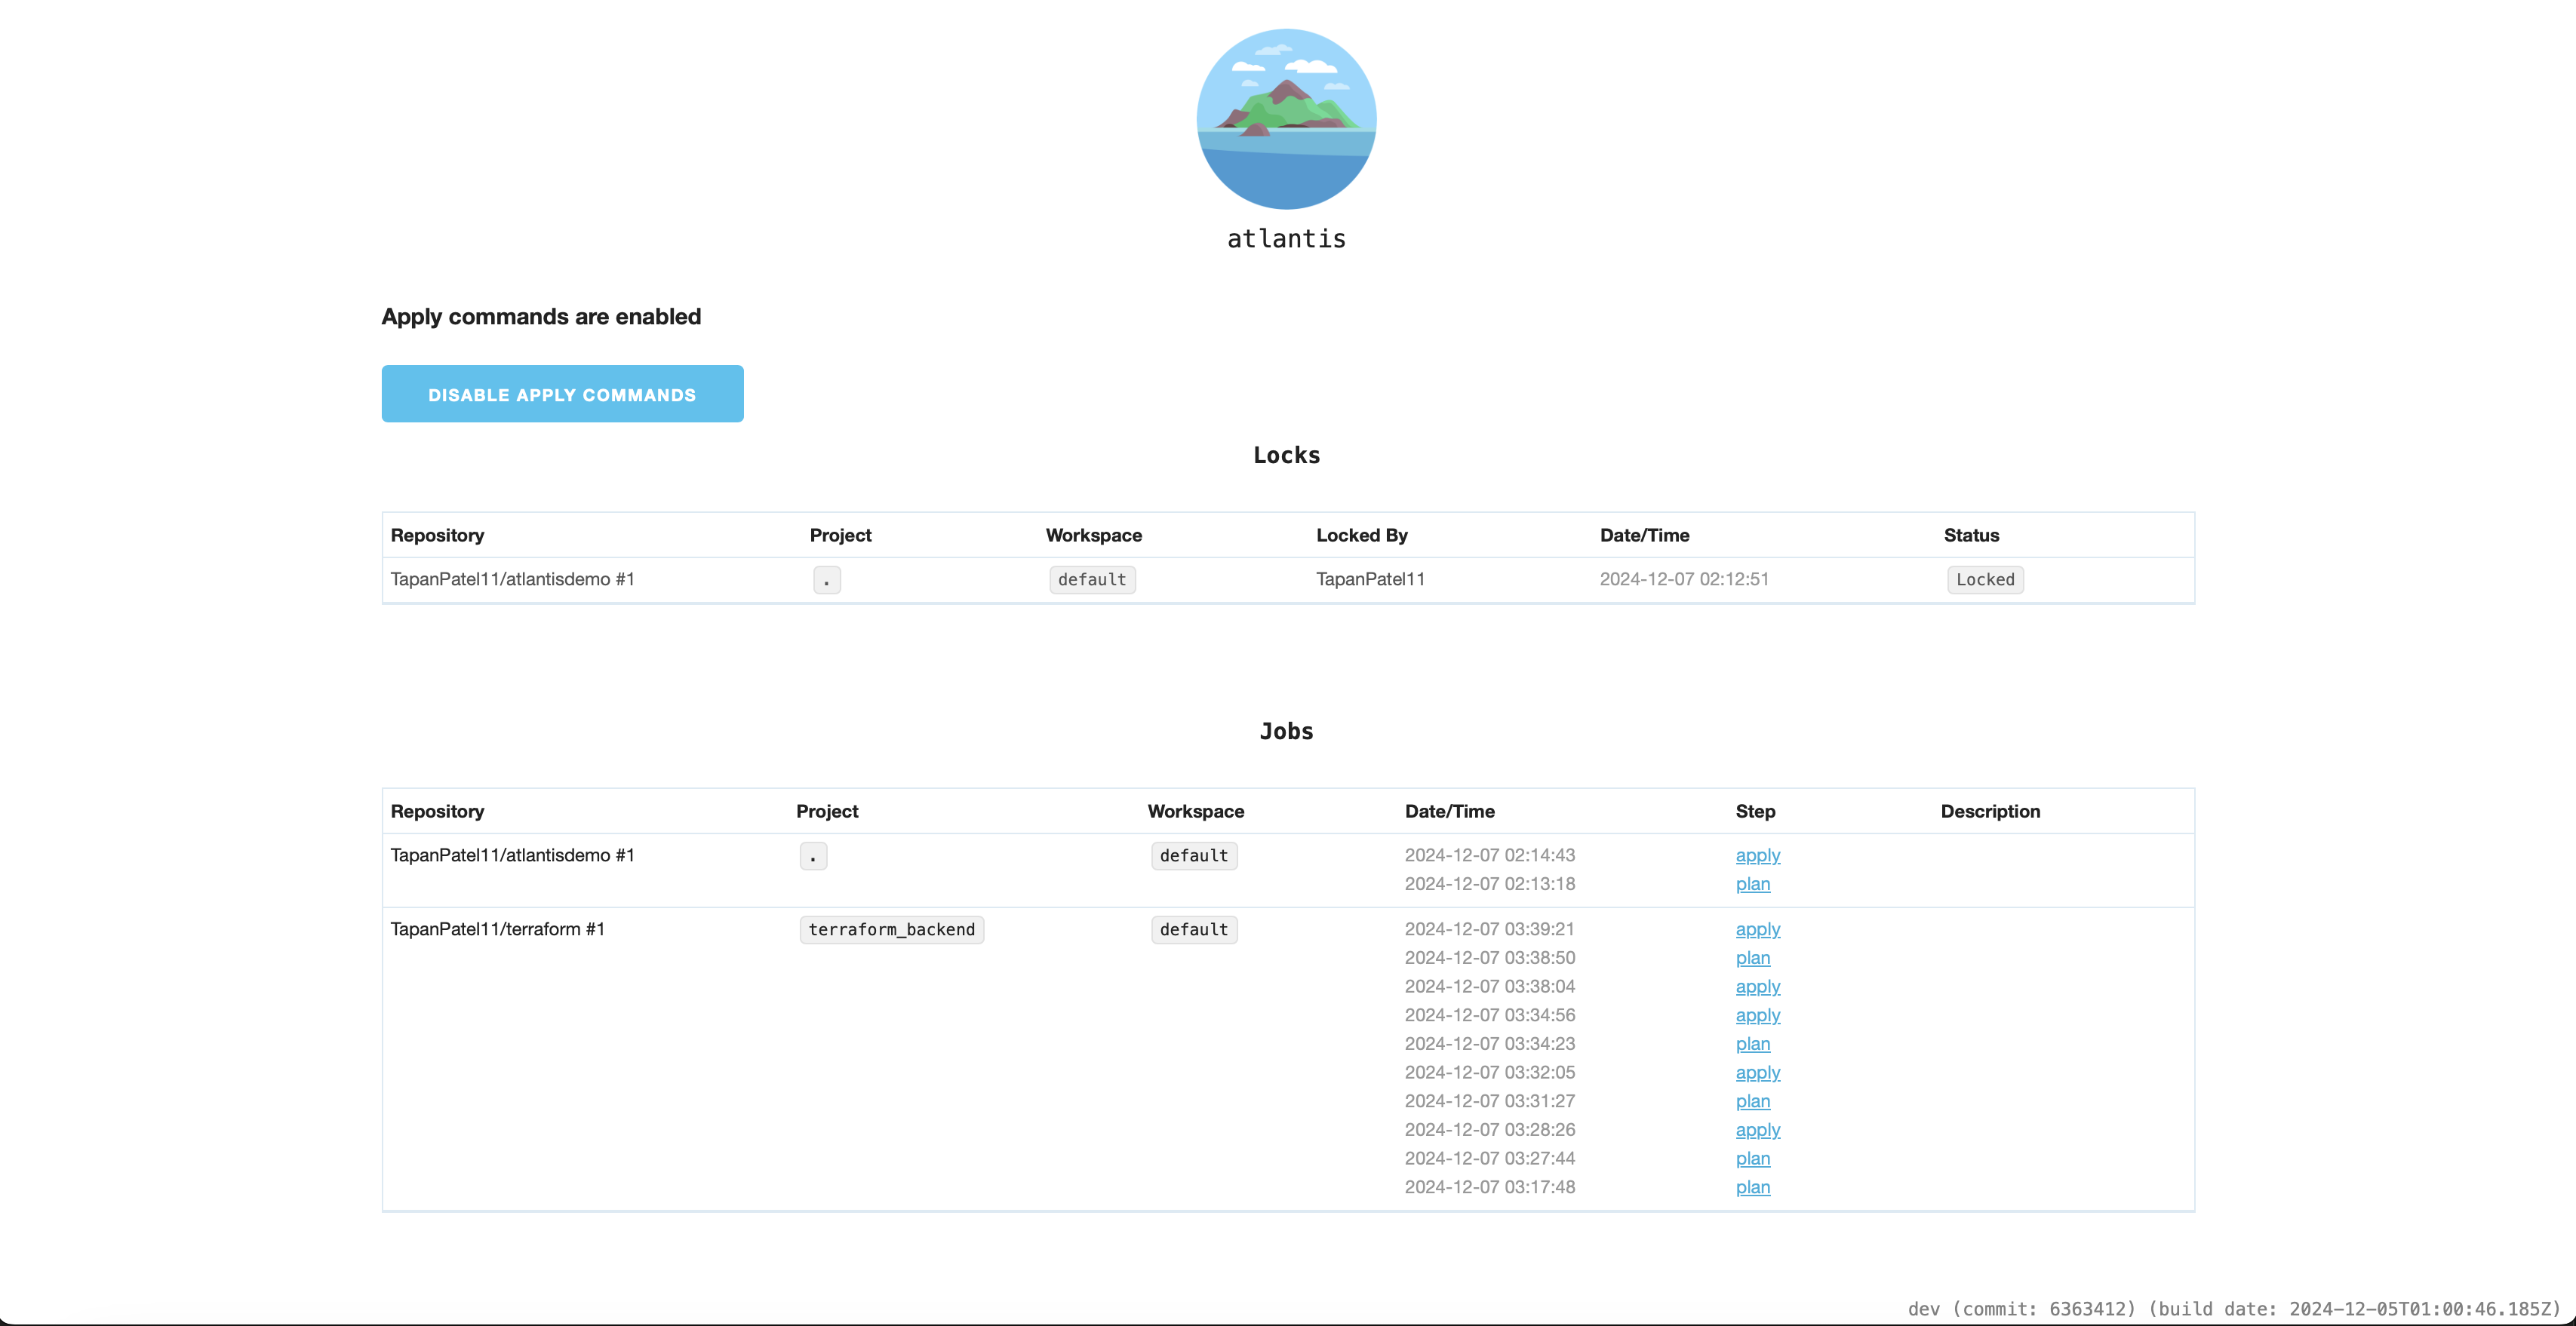 atlantis
Apply commands are enabled
DISABLE APPLY COMMANDS
Locks
Repository Project Workspace Locked By Date/Time Status
TapanPatel11/atlantisdemo #1 . default TapanPatel11 2024-12-07 02:12:51 Locked
Jobs
Repository Project Workspace Date/Time Step Description
TapanPatel11/atlantisdemo #1 . default 2024-12-07 02:14:43 apply
2024-12-07 02:13:18 plan
TapanPatel11/terraform #1 terraform_backend default 2024-12-07 03:39:21 apply
2024-12-07 03:38:50 plan
2024-12-07 03:38:04 apply
2024-12-07 03:34:56 apply
2024-12-07 03:34:23 plan
2024-12-07 03:32:05 apply
2024-12-07 03:31:27 plan
2024-12-07 03:28:26 apply
2024-12-07 03:27:44 plan
2024-12-07 03:17:48 plan
dev (commit: 6363412) (build date: 2024-12-05T01:00:46.185Z)